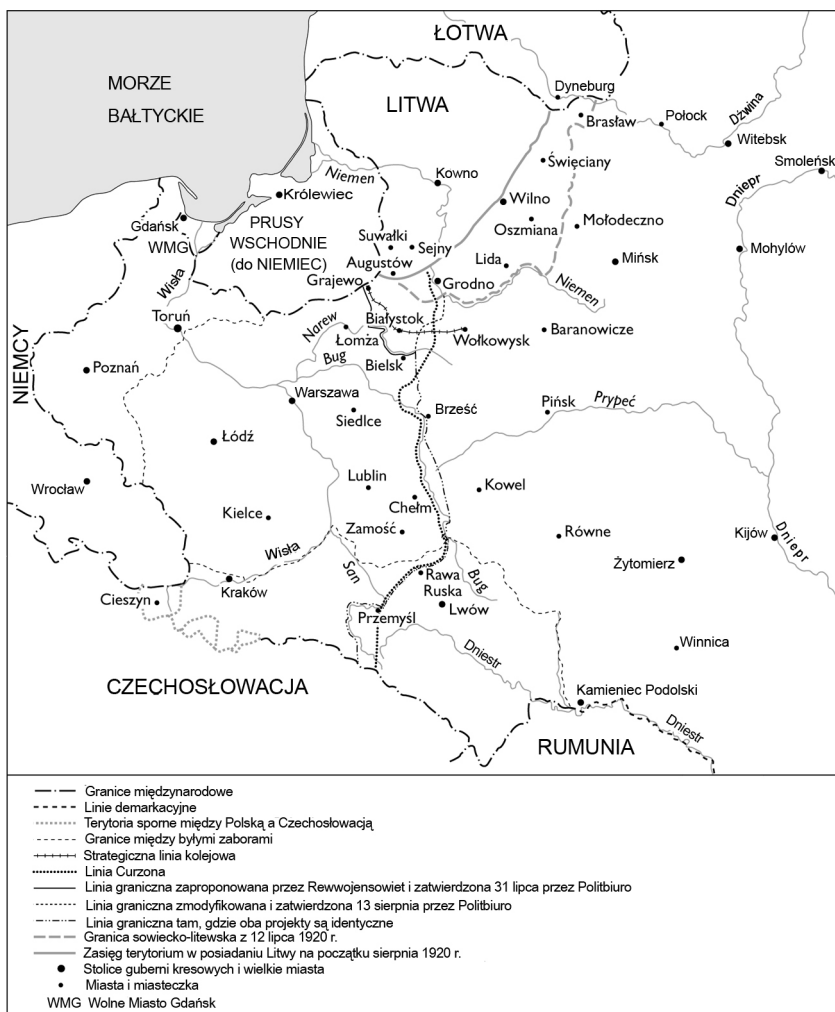 ŁOTWA
MORZE
BAŁTYCKIE
LITWA
Dyneburg
Brasław
Połock
Dźwina
Witebsk
Smoleńsk
Święciany
Niemen
Kowno
Dniepr
Królewiec
Wilno
Gdańsk
WMG
PRUSY
WSCHODNIE
(do NIEMIEC)
Oszmiana
Mołodeczno
Suwałki
Sejny
Mohylów
Wisła
Augustów
Lida
Mińsk
Grajewo
Grodno
Niemen
Toruń
Narew
Białystok
Łomża
Wołkowysk
Baranowicze
NIEMCY
Bug
Bielsk
Poznań
Warszawa
Siedlce
Brześć
Pińsk
Prypeć
Łódź
Wrocław
Lublin
Kowel
Chełm
Kielce
Zamość
Równe
Kijów
Dniepr
Wisła
San
Żytomierz
Kraków
Rawa
Ruska
Bug
Cieszyn
Lwów
Przemyśl
Dniestr
Winnica
CZECHOSŁOWACJA
Kamieniec Podolski
Dniestr
RUMUNIA
Granice międzynarodowe
Linie demarkacyjne
Terytoria sporne między Polską a Czechosłowacją
Granice między byłymi zaborami
Strategiczna linia kolejowa
Linia Curzona
Linia graniczna zaproponowana przez Rewwojensowiet i zatwierdzona 31 lipca przez Politbiuro
Linia graniczna zmodyfikowana i zatwierdzona 13 sierpnia przez Politbiuro
Linia graniczna tam, gdzie oba projekty są identyczne
Granica sowiecko-litewska z 12 lipca 1920 r.
Zasięg terytorium w posiadaniu Litwy na początku sierpnia 1920 r.
Stolice guberni kresowych i wielkie miasta
Miasta i miasteczka
WMG Wolne Miasto Gdańsk